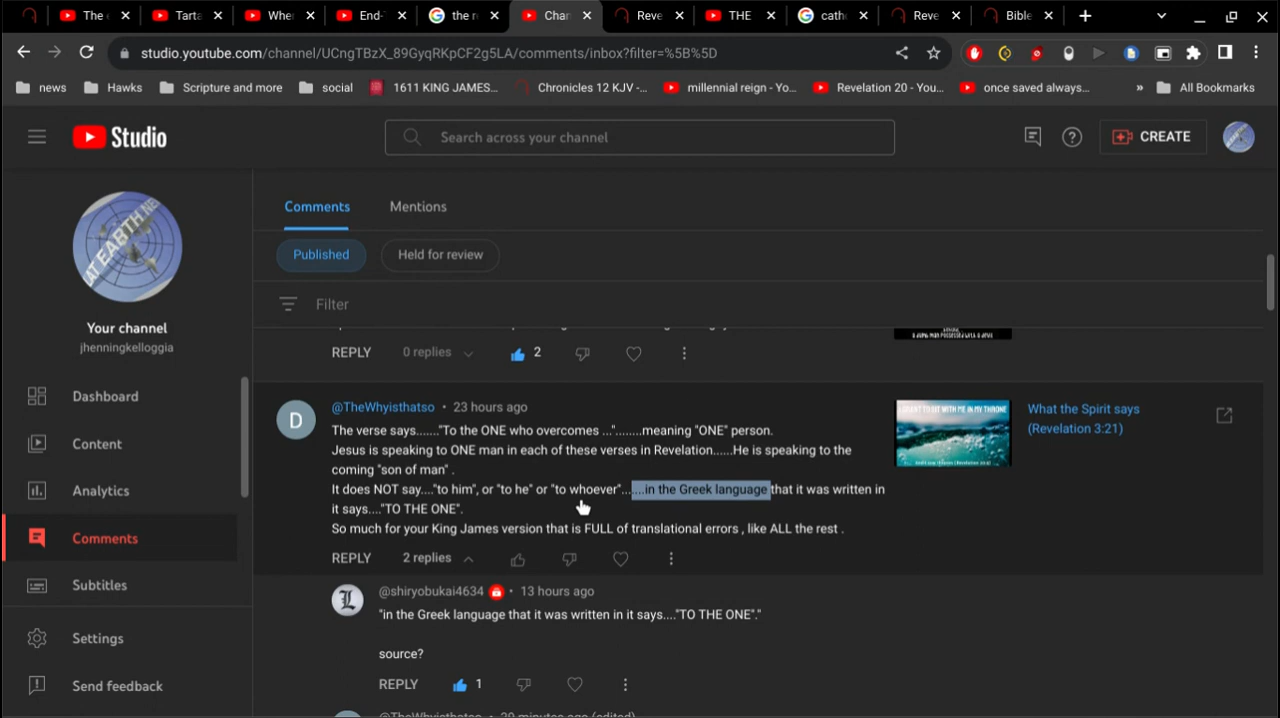 The
Tarta
Whe
End-T
the r
Char
Reve
THE
cath
Reve
Bible
studio.youtube.com/channel/UCngTBzX_89GyqRKpCF2g5LA/comments/inbox?filter=%5B%5D
news
Hawks
Scripture and more
social
1611 KING JAMES...
Chronicles 12 KJV -...
millennial reign - Yo...
Revelation 20 - You...
once saved always...
»
All Bookmarks
Studio
Search across your channel
CREATE
AT EARTH NE
Your channel
jhenningkelloggia
Dashboard
Content
Analytics
Comments
Subtitles
Settings
Send feedback
Comments
Mentions
Published
Held for review
Filter
REPLY
0 replies
2
D
@TheWhyisthatso • 23 hours ago
The verse says......."To the ONE who overcomes ..."........meaning "ONE" person.
Jesus is speaking to ONE man in each of these verses in Revelation......He is speaking to the
coming "son of man" .
It does NOT say...."to him", or "to he" or "to whoever".......in the Greek language that it was written in
it says...."TO THE ONE".
So much for your King James version that is FULL of translational errors , like ALL the rest .
REPLY
2 replies
What the Spirit says
(Revelation 3:21)
L
@shiryobukai4634 • 13 hours ago
"in the Greek language that it was written in it says...."TO THE ONE"."
source?
REPLY
1
@TheWhyisthatso • 20 minutes ago (edited)